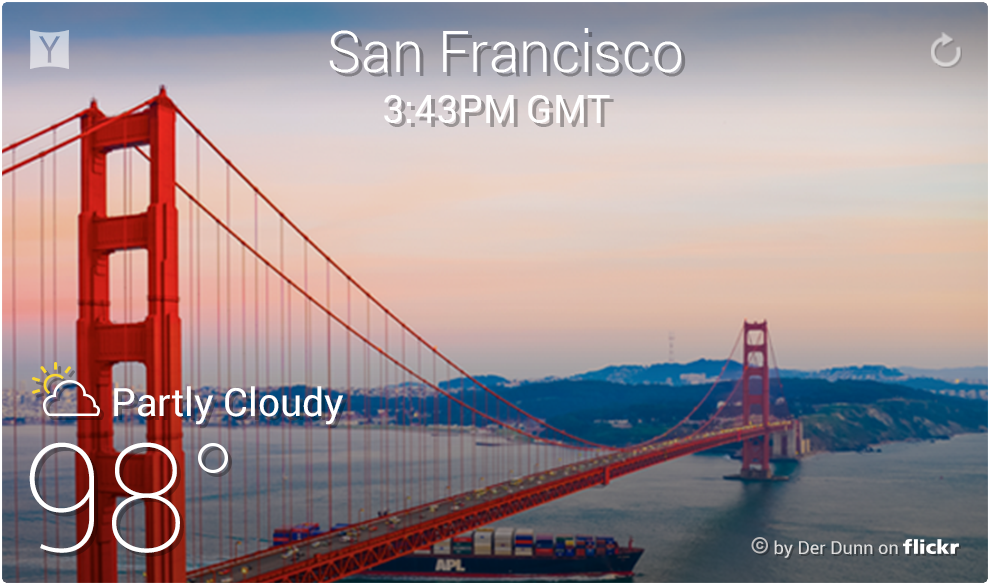 Y
San Francisco
3:43PM GMT
Partly Cloudy
98°
APL
© by Der Dunn on flickr